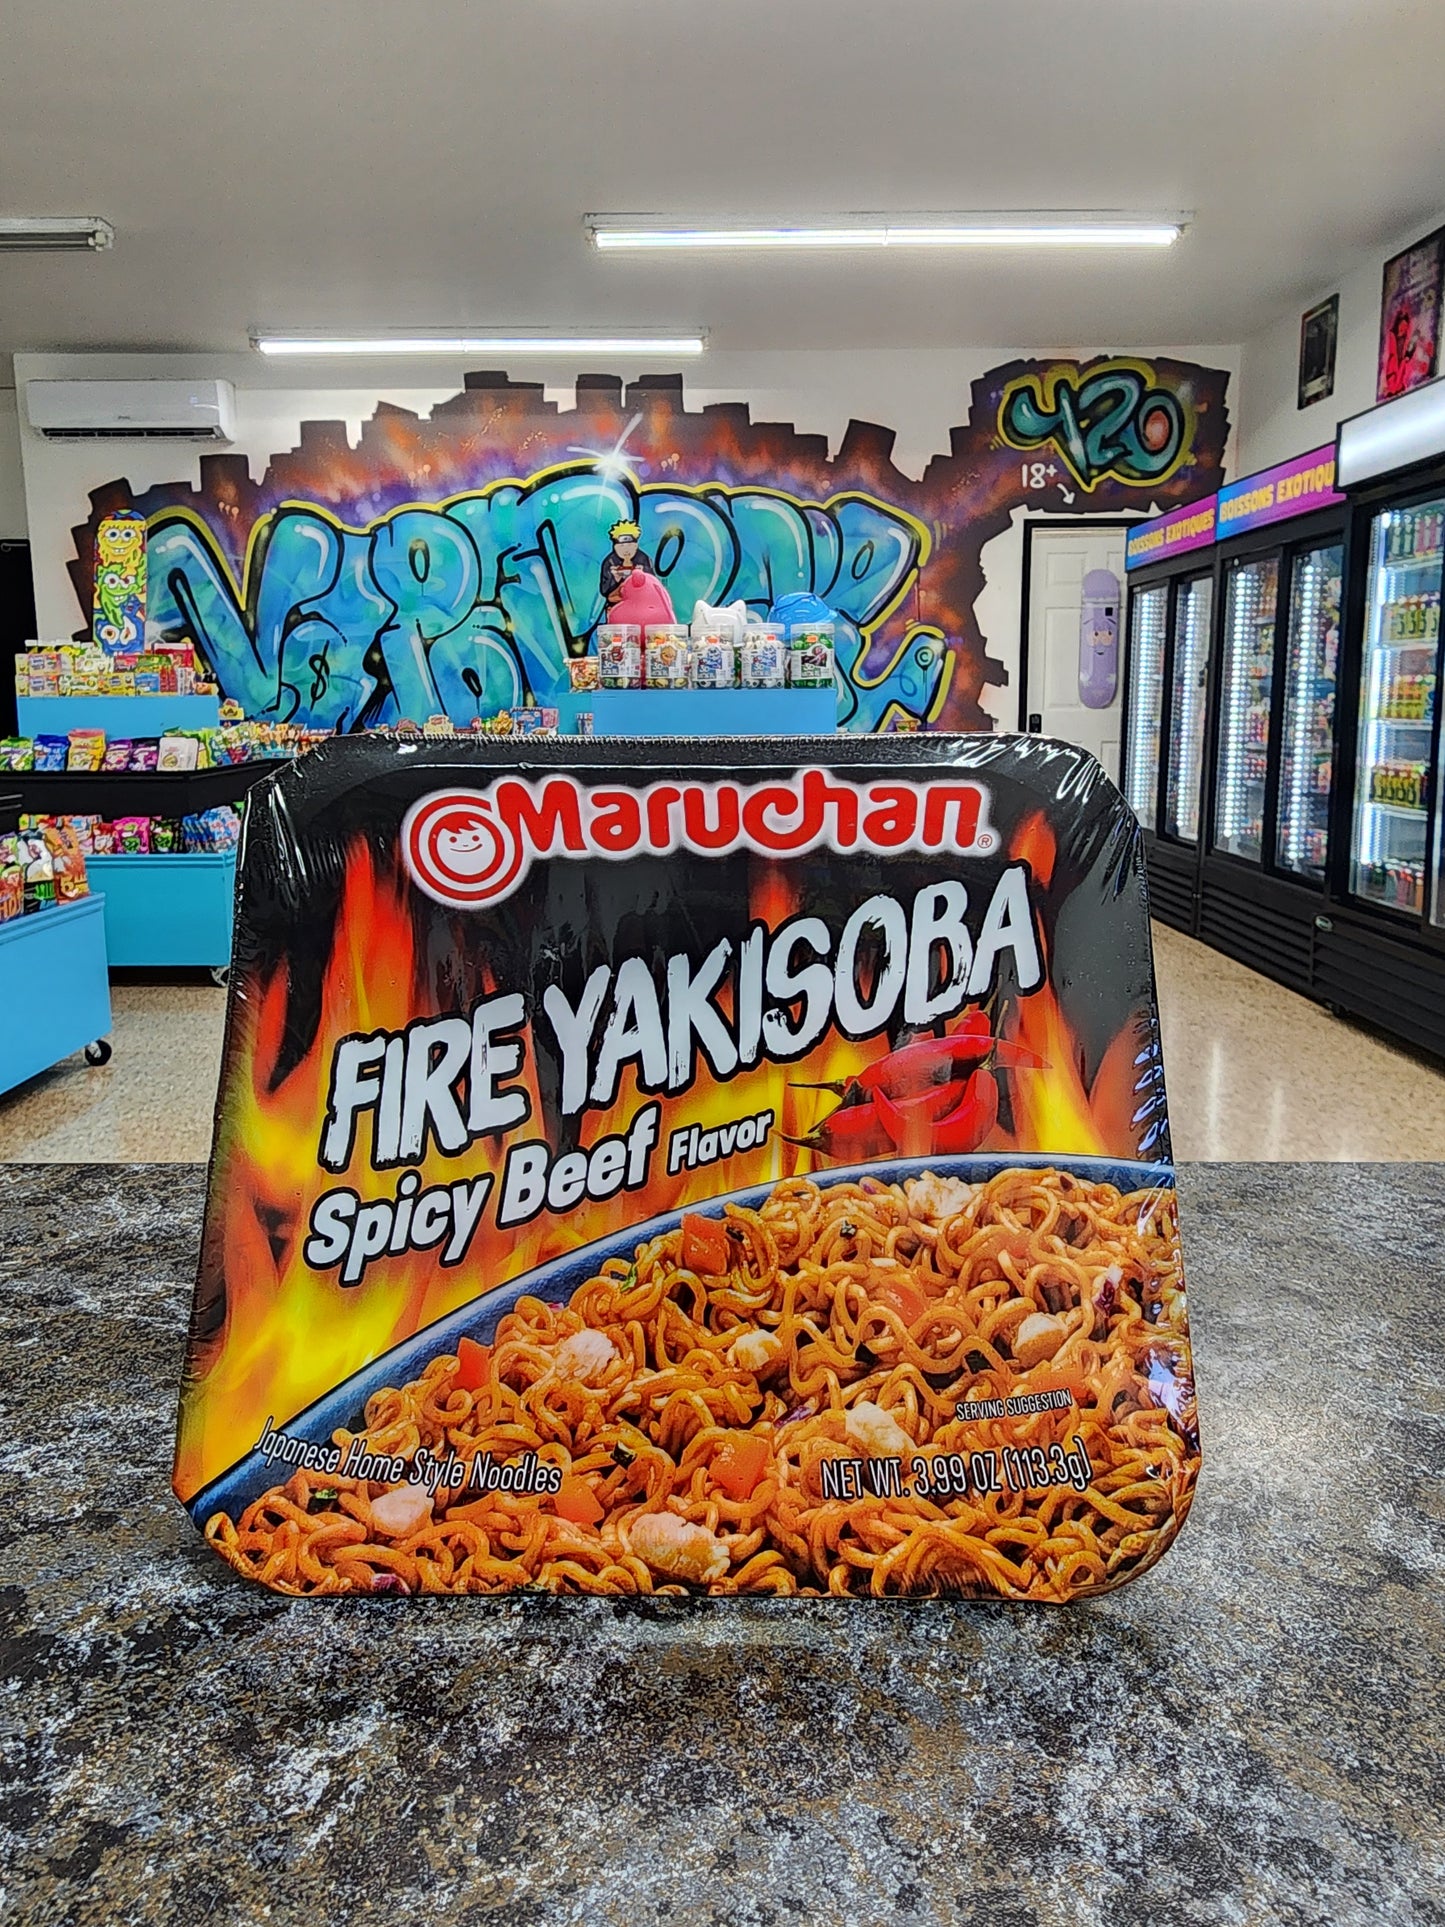 420
18+
BOISSONS EXOTIQUES
BOISSONS EXOTIQU
Maruchan®
FIRE YAKISOBA
Spicy Beef Flavor
SERVING SUGGESTION
Japanese Home Style Noodles
NET WT. 3.99 OZ (113.3g)